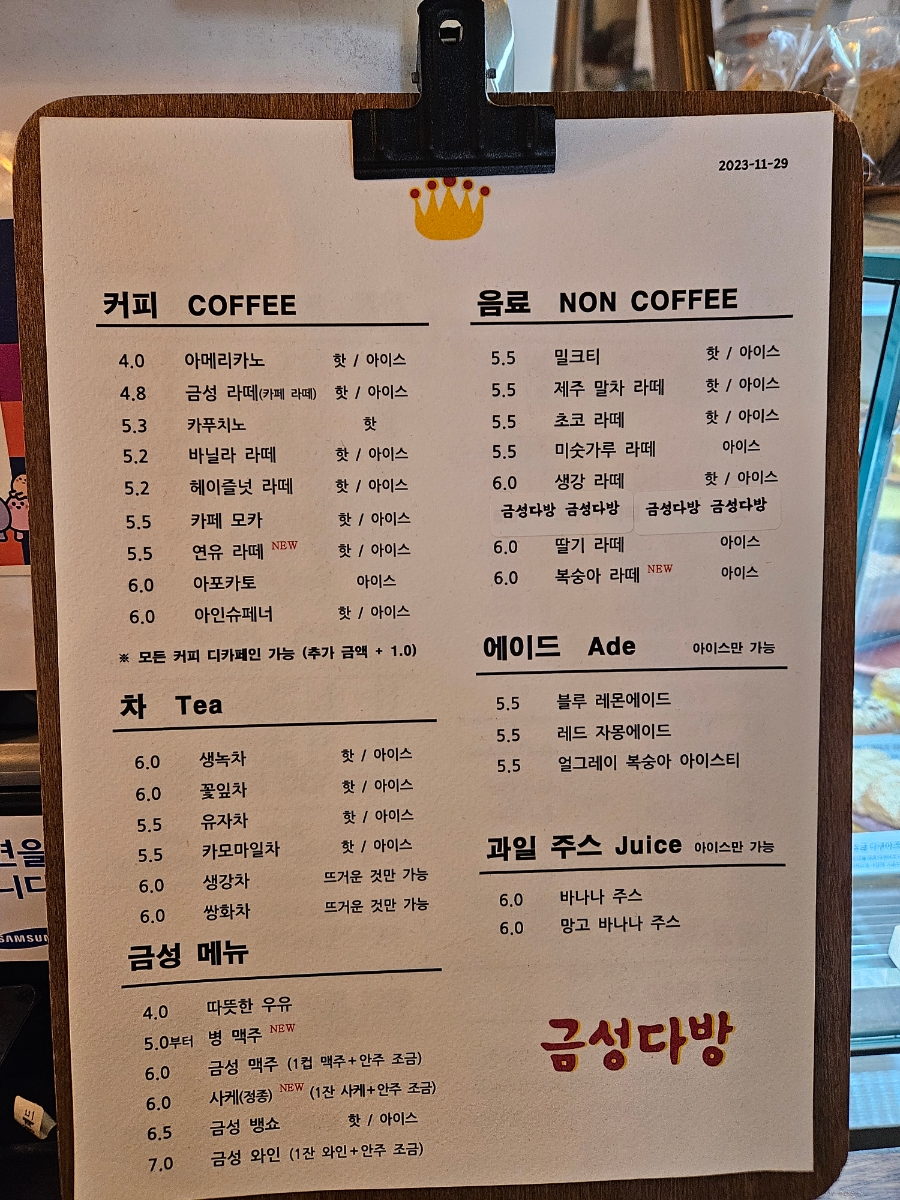 2023-11-29
커피 COFFEE
4.0 아메리카노 핫 / 아이스
4.8 금성 라떼(카페 라떼) 핫 / 아이스
5.3 카푸치노 핫
5.2 바닐라 라떼 핫 / 아이스
5.2 헤이즐넛 라떼 핫 / 아이스
5.5 카페 모카 핫 / 아이스
5.5 연유 라떼 NEW 핫 / 아이스
6.0 아포카토 아이스
6.0 아인슈페너 핫 / 아이스
※ 모든 커피 디카페인 가능 (추가 금액 + 1.0)
차 Tea
6.0 생녹차 핫 / 아이스
6.0 꽃잎차 핫 / 아이스
5.5 유자차 핫 / 아이스
5.5 카모마일차 핫 / 아이스
6.0 생강차 뜨거운 것만 가능
6.0 쌍화차 뜨거운 것만 가능
금성 메뉴
4.0 따뜻한 우유
5.0부터 병 맥주 NEW
6.0 금성 맥주 (1컵 맥주+안주 조금)
6.0 사케(정종) NEW (1잔 사케+안주 조금)
6.5 금성 뱅쇼 핫 / 아이스
7.0 금성 와인 (1잔 와인+안주 조금)
음료 NON COFFEE
5.5 밀크티 핫 / 아이스
5.5 제주 말차 라떼 핫 / 아이스
5.5 초코 라떼 핫 / 아이스
5.5 미숫가루 라떼 아이스
6.0 생강 라떼 핫 / 아이스
금성다방 금성다방 금성다방 금성다방
6.0 딸기 라떼 아이스
6.0 복숭아 라떼 NEW 아이스
에이드 Ade 아이스만 가능
5.5 블루 레몬에이드
5.5 레드 자몽에이드
5.5 얼그레이 복숭아 아이스티
과일 주스 Juice 아이스만 가능
6.0 바나나 주스
6.0 망고 바나나 주스
금성다방
SAMSUN